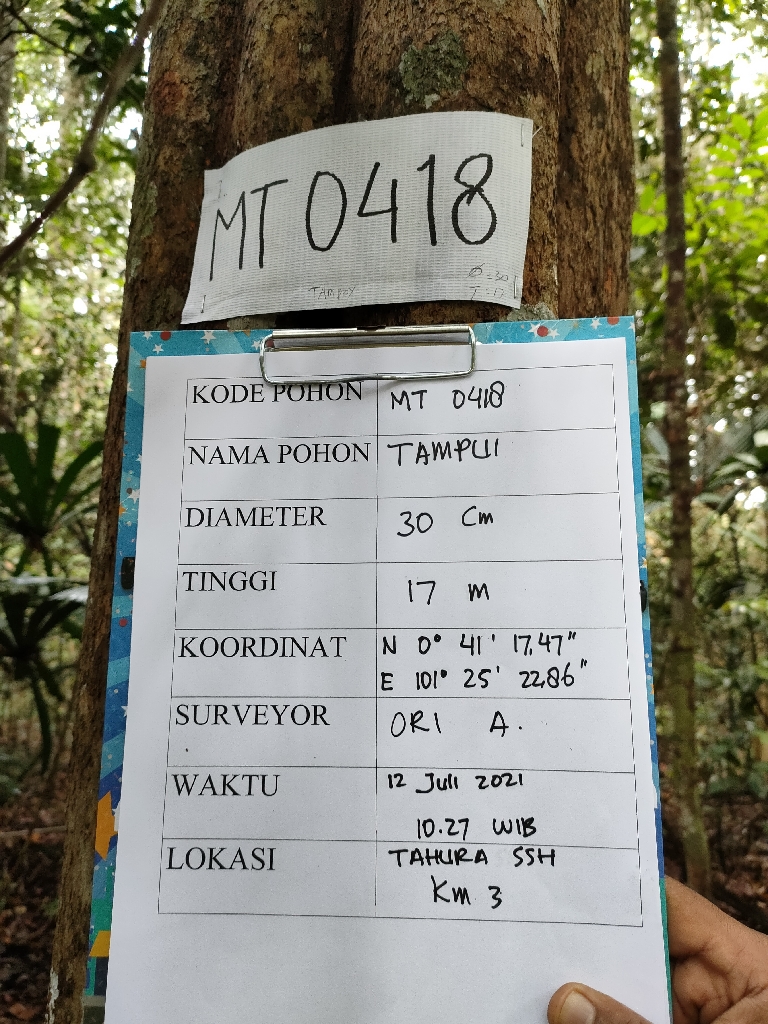 MT 0418
TAMPUY
Ø = 30
T = 17
KODE POHON MT 0418
NAMA POHON TAMPUI
DIAMETER 30 Cm
TINGGI 17 m
KOORDINAT N 0° 41' 17,47"
E 101° 25' 22,86"
SURVEYOR ORI A.
WAKTU 12 Juli 2021
10.27 WIB
LOKASI TAHURA SSH
Km 3